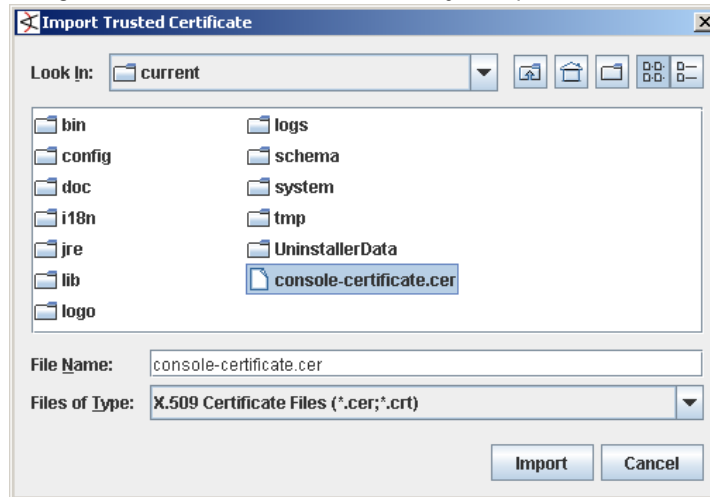 Import Trusted Certificate
Look In: current
bin logs
config schema
doc system
i18n tmp
jre UninstallerData
lib console-certificate.cer
logo
File Name: console-certificate.cer
Files of Type: X.509 Certificate Files (*.cer;*.crt)
Import Cancel